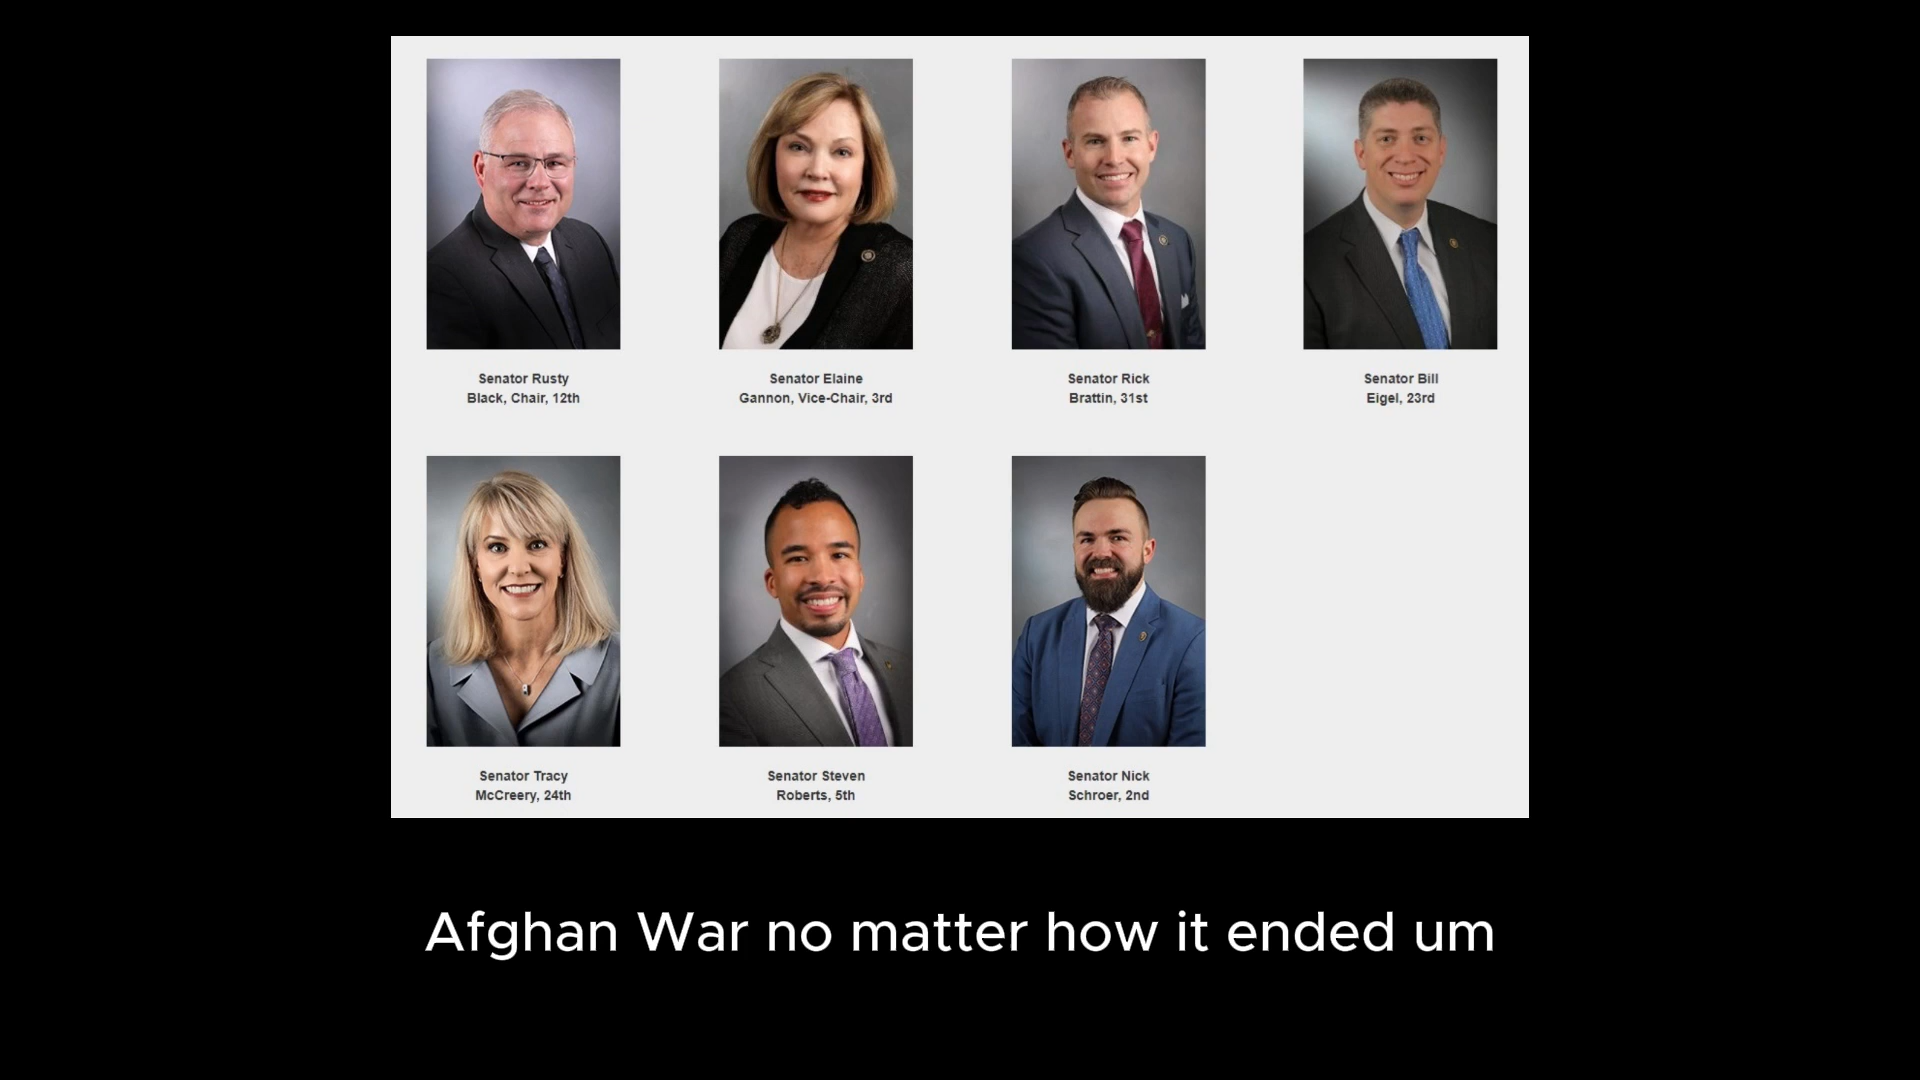 Senator Rusty
Black, Chair, 12th
Senator Elaine
Gannon, Vice-Chair, 3rd
Senator Rick
Brattin, 31st
Senator Bill
Eigel, 23rd
Senator Tracy
McCreery, 24th
Senator Steven
Roberts, 5th
Senator Nick
Schroer, 2nd
Afghan War no matter how it ended um